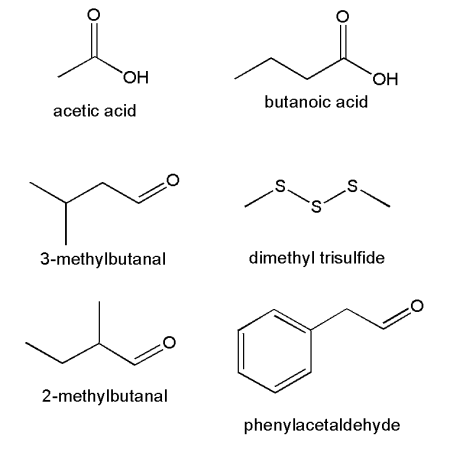 O
OH
acetic acid
O
OH
butanoic acid
O
3-methylbutanal
S
S
S
dimethyl trisulfide
O
2-methylbutanal
O
phenylacetaldehyde